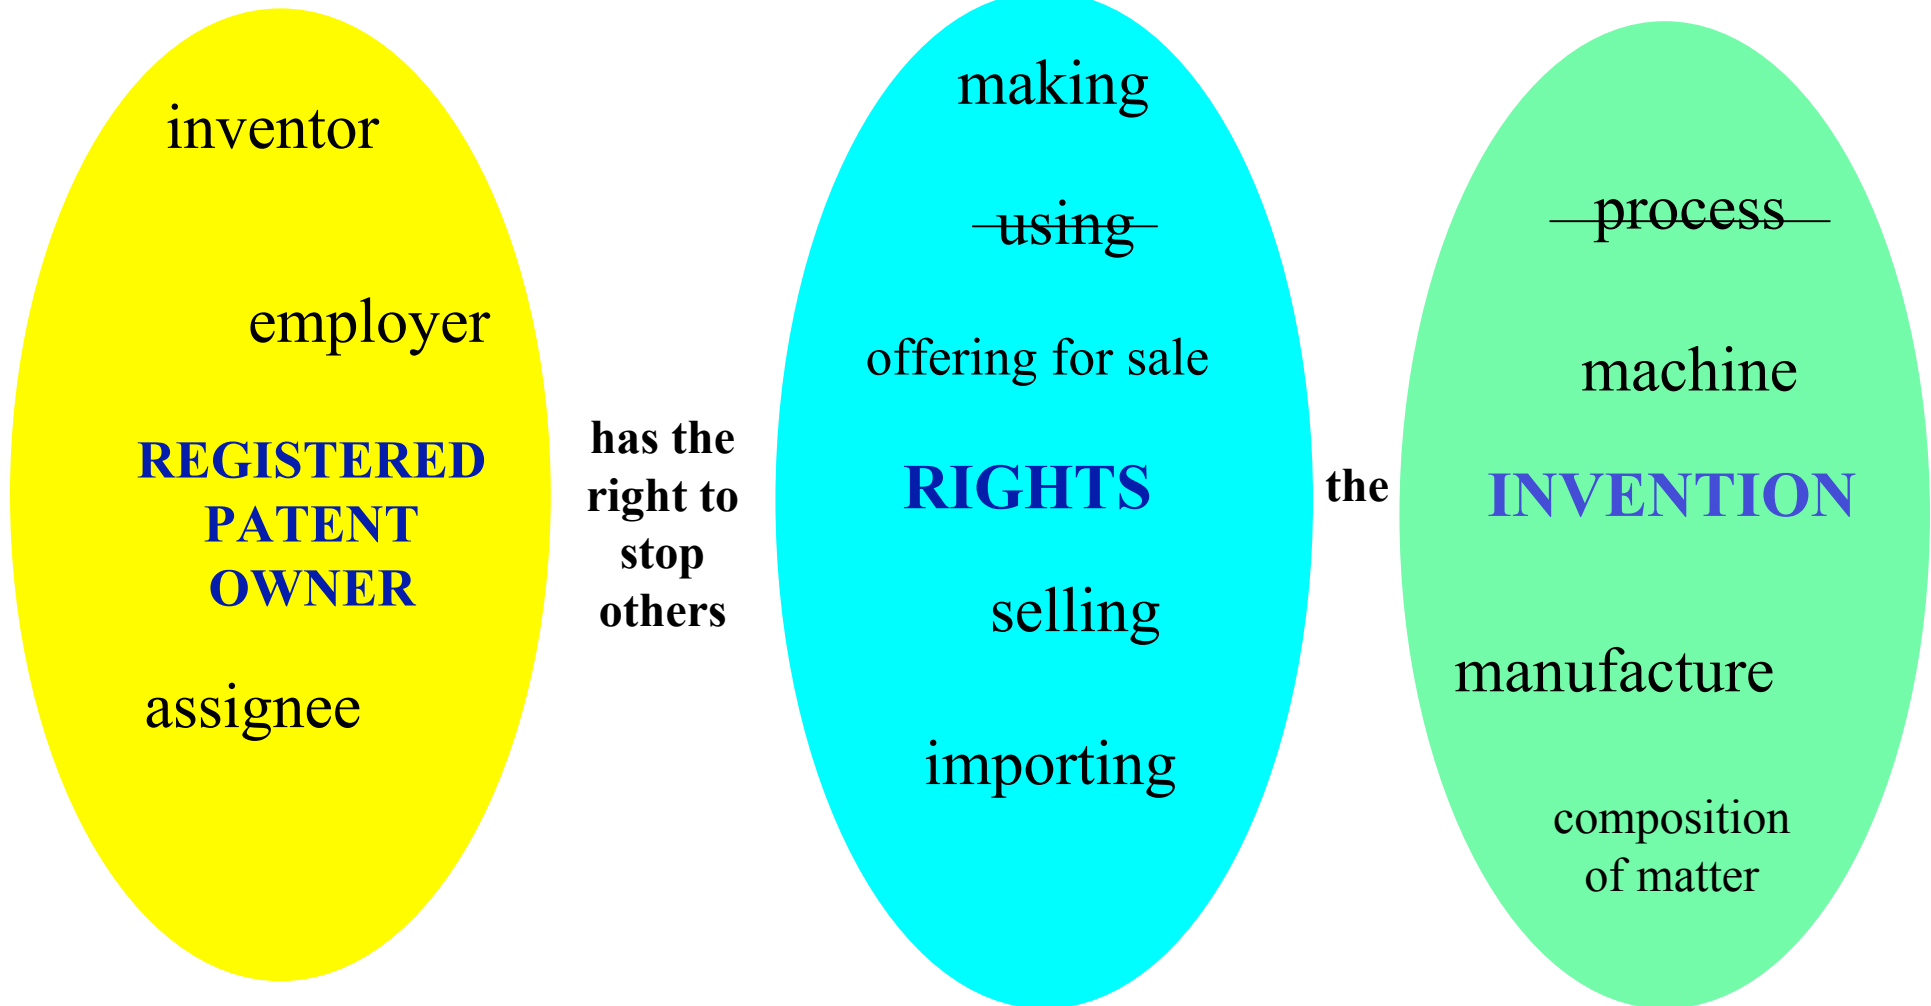 inventor
employer
REGISTERED
PATENT
OWNER
assignee
has the
right to
stop
others
making
using
offering for sale
RIGHTS
selling
importing
the
process
machine
INVENTION
manufacture
composition
of matter